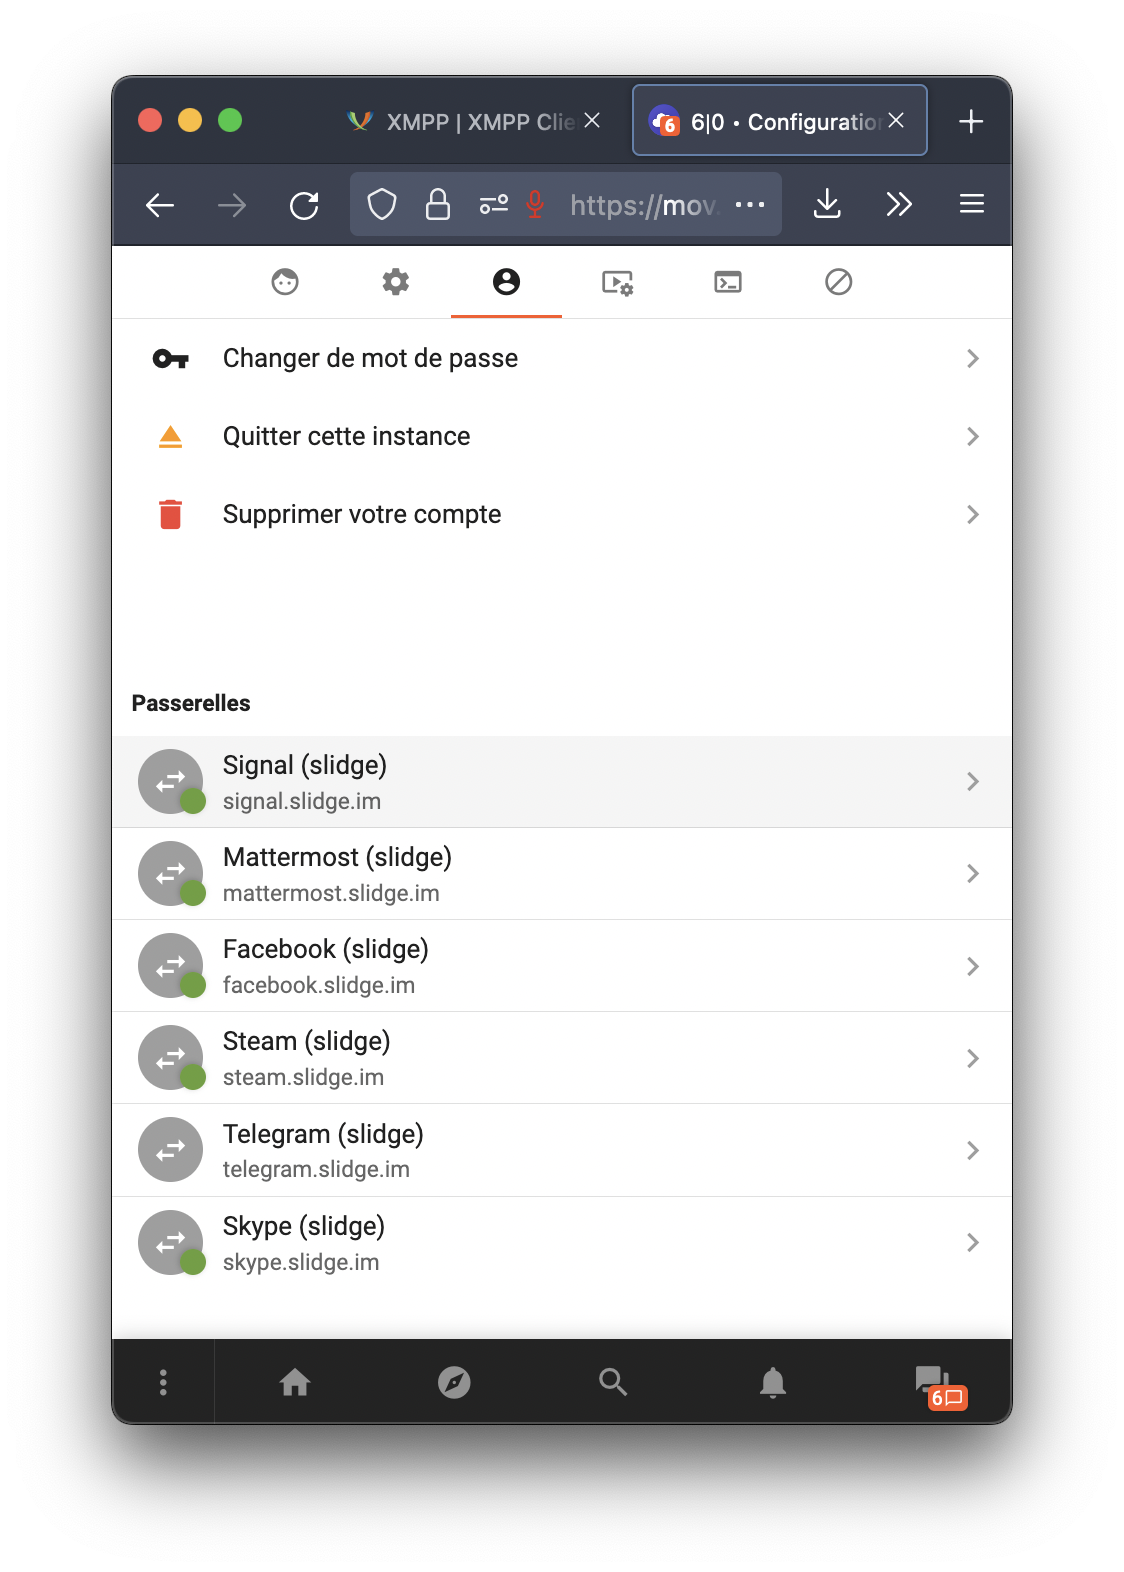 XMPP | XMPP Clie
6 6|0 • Configuration
https://mov.
Changer de mot de passe
Quitter cette instance
Supprimer votre compte
Passerelles
Signal (slidge)
signal.slidge.im
Mattermost (slidge)
mattermost.slidge.im
Facebook (slidge)
facebook.slidge.im
Steam (slidge)
steam.slidge.im
Telegram (slidge)
telegram.slidge.im
Skype (slidge)
skype.slidge.im
6